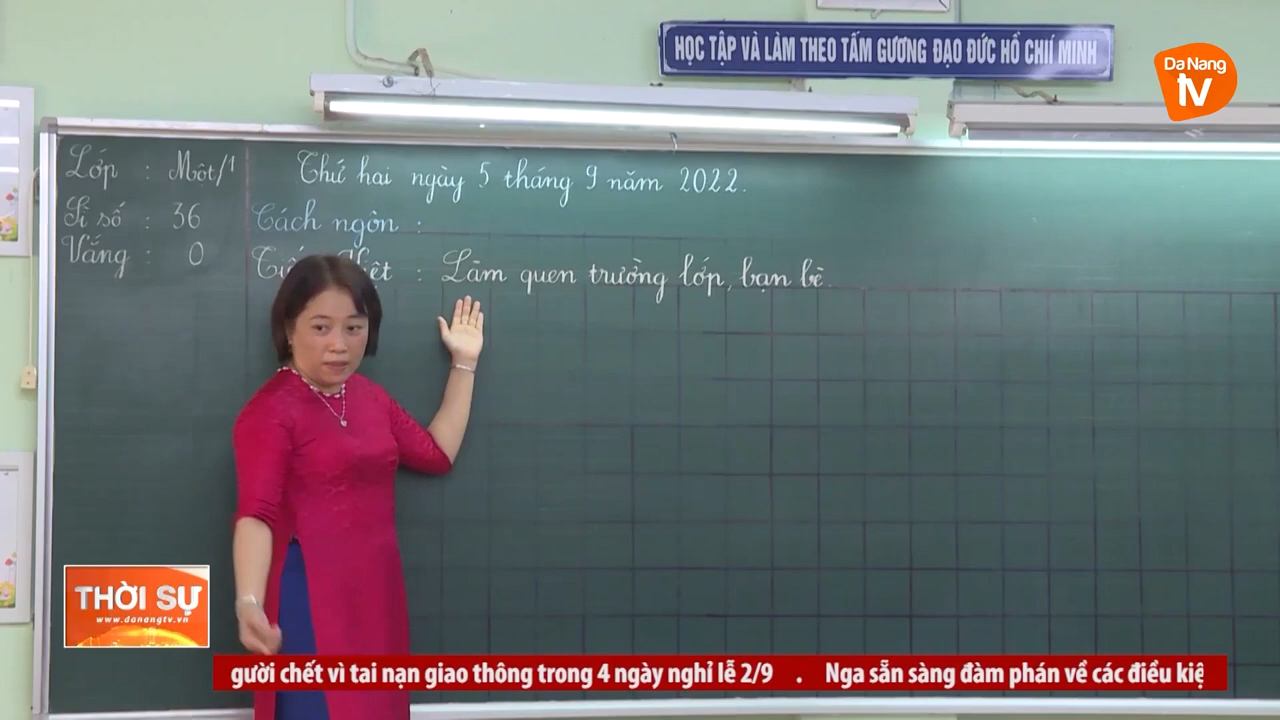 HỌC TẬP VÀ LÀM THEO TẤM GƯƠNG ĐẠO ĐỨC HỒ CHÍ MINH
Da Nang
tv
Lớp : Một/1
Thứ hai ngày 5 tháng 9 năm 2022.
Sĩ số : 36
Cách ngôn :
Vắng : 0
: Làm quen trường lớp, bạn bè.
THỜI SỰ
www.danangtv.vn
gười chết vì tai nạn giao thông trong 4 ngày nghỉ lễ 2/9 . Nga sẵn sàng đàm phán về các điều kiệ